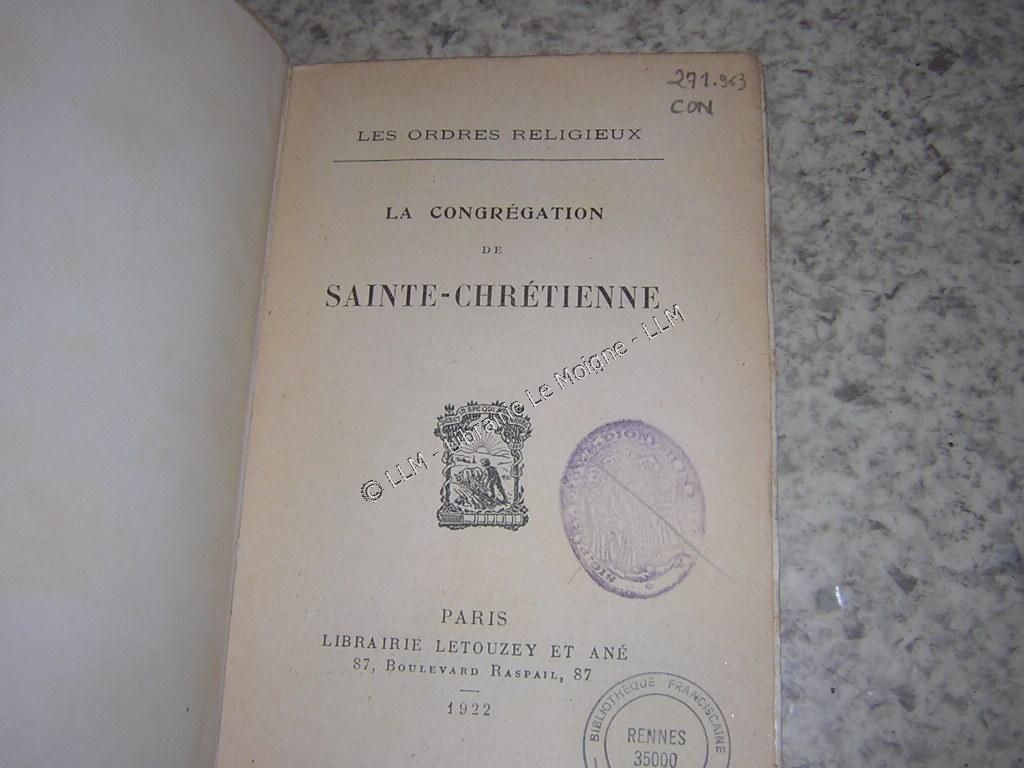 271.963
CON
LES ORDRES RELIGIEUX
LA CONGRÉGATION
DE
SAINTE-CHRÉTIENNE
© LLM - Librairie Le Moigne - LLM
PARIS
LIBRAIRIE LETOUZEY ET ANÉ
87, BOULEVARD RASPAIL, 87
1922
BIBLIOTHÈQUE FRANCISCAINE
RENNES
35000